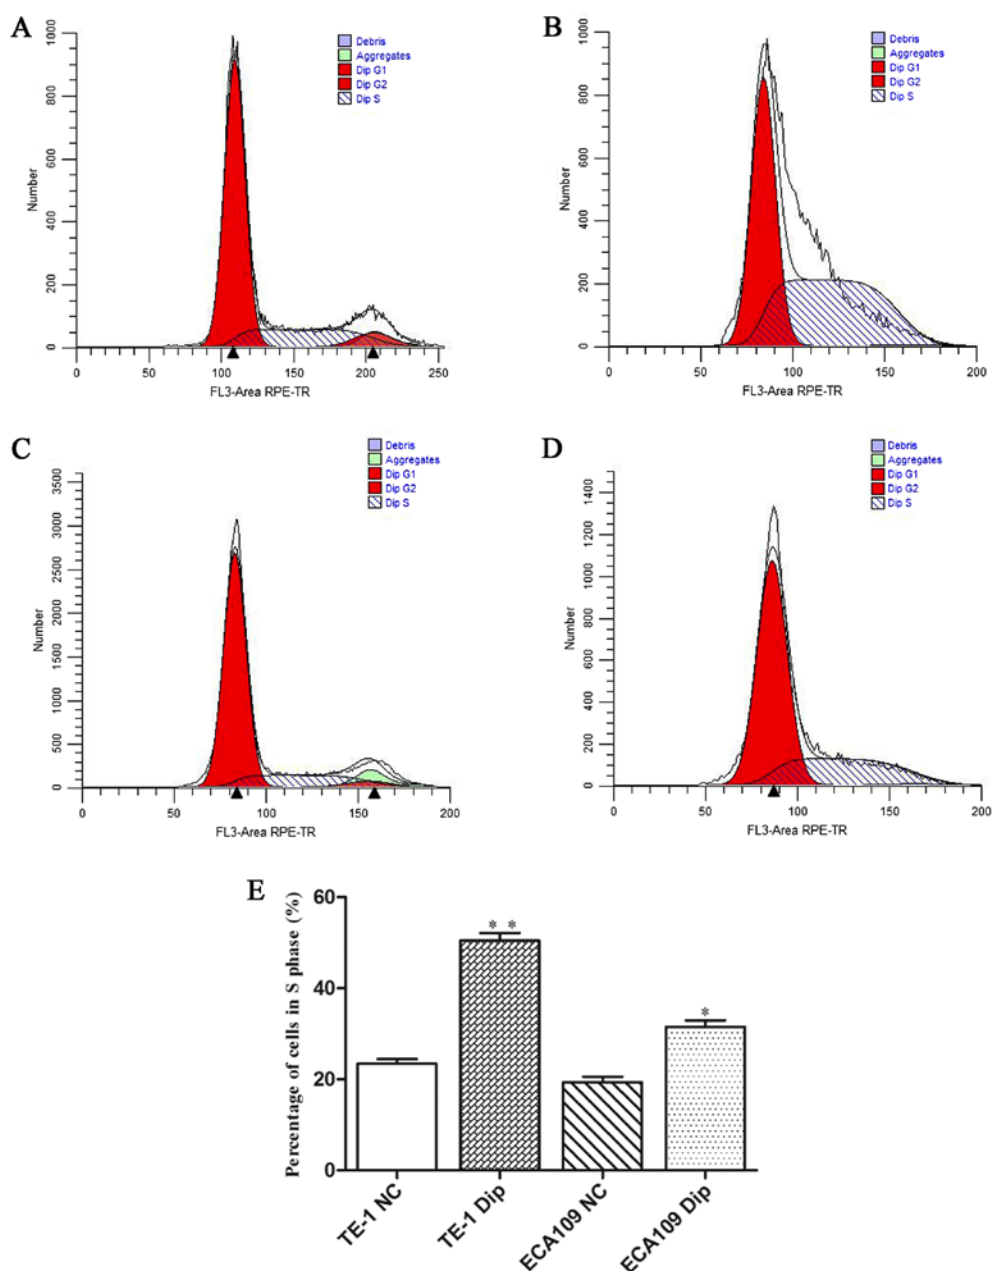 A
Number
1000
800
600
400
200
0
0 50 100 150 200 250
FL3-Area RPE-TR
Debris
Aggregates
Dip G1
Dip G2
Dip S
B
Number
1000
800
600
400
200
0
0 50 100 150 200
FL3-Area RPE-TR
Debris
Aggregates
Dip G1
Dip G2
Dip S
C
Number
3500
3000
2500
2000
1500
1000
500
0
0 50 100 150 200
FL3-Area RPE-TR
Debris
Aggregates
Dip G1
Dip G2
Dip S
D
Number
1400
1200
1000
800
600
400
200
0
0 50 100 150 200
FL3-Area RPE-TR
Debris
Aggregates
Dip G1
Dip G2
Dip S
E
Percentage of cells in S phase (%)
60
40
20
0
* *
*
TE-1 NC
TE-1 Dip
ECA109 NC
ECA109 Dip